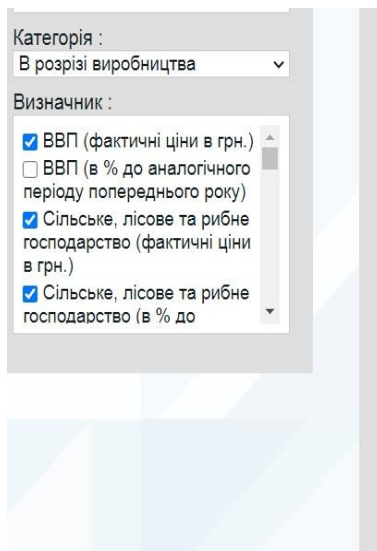 Категорія :
В розрізі виробництва
Визначник :
ВВП (фактичні ціни в грн.)
ВВП (в % до аналогічного
періоду попереднього року)
Сільське, лісове та рибне
господарство (фактичні ціни
в грн.)
Сільське, лісове та рибне
господарство (в % до